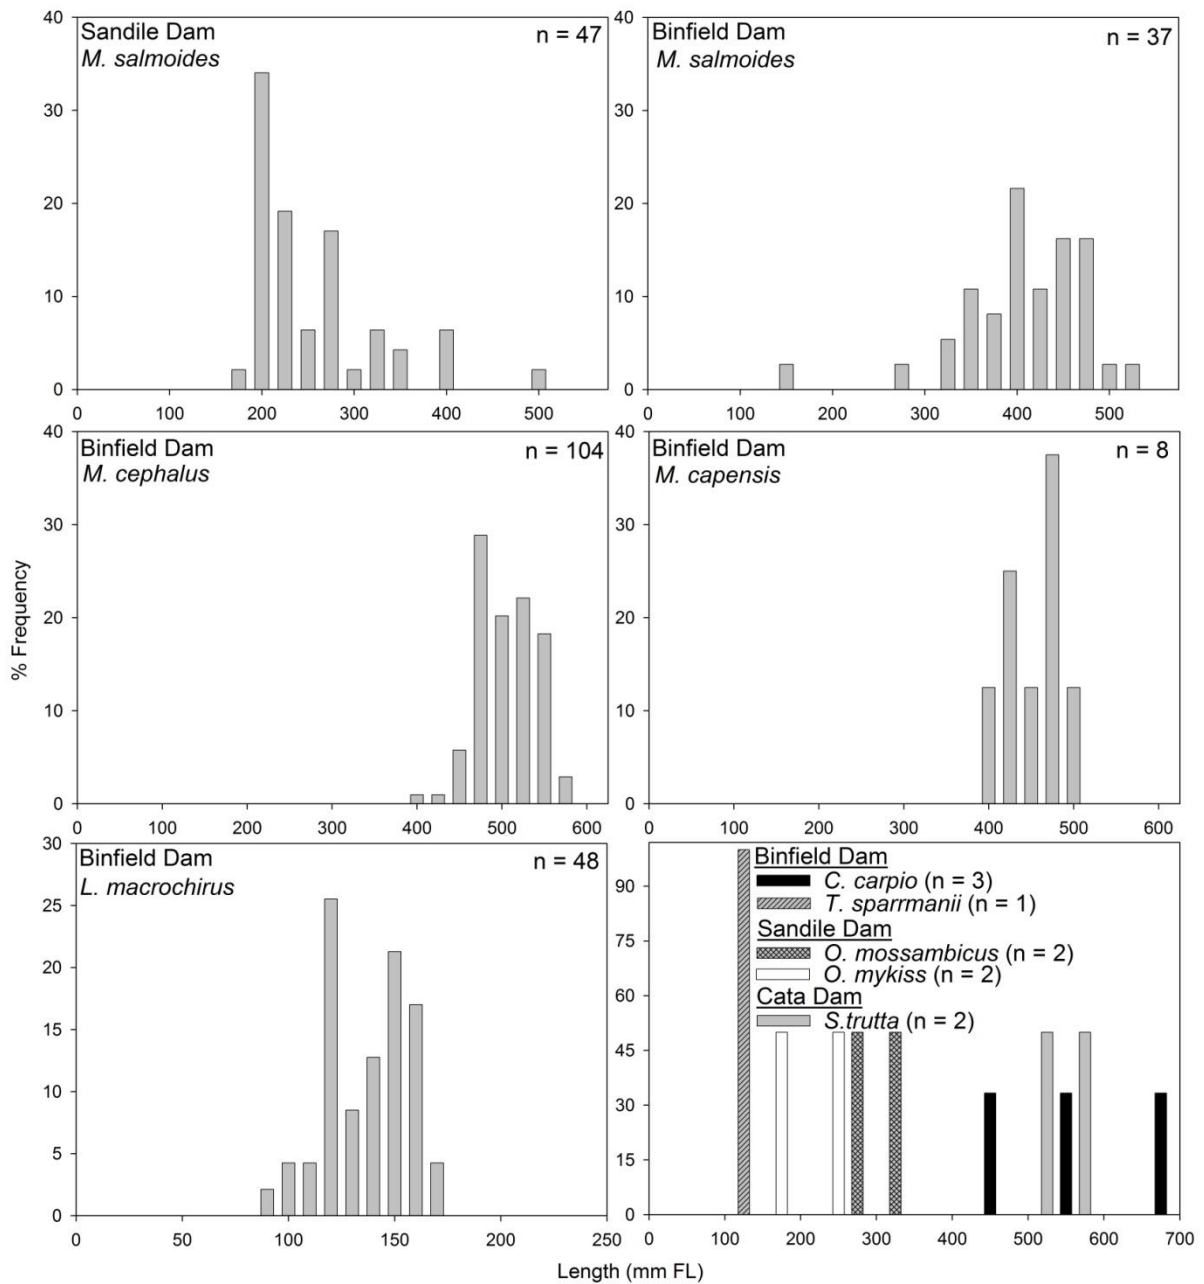 Sandile Dam
M. salmoides
n = 47
40
30
20
10
0
0 100 200 300 400 500
Binfield Dam
M. salmoides
n = 37
40
30
20
10
0
0 100 200 300 400 500
Binfield Dam
M. cephalus
n = 104
40
30
20
10
0
0 100 200 300 400 500 600
Binfield Dam
M. capensis
n = 8
40
30
20
10
0
0 100 200 300 400 500 600
Binfield Dam
L. macrochirus
n = 48
30
25
20
15
10
5
0
0 50 100 150 200 250
Binfield Dam
C. carpio (n = 3)
T. sparrmanii (n = 1)
Sandile Dam
O. mossambicus (n = 2)
O. mykiss (n = 2)
Cata Dam
S.trutta (n = 2)
90
75
60
45
30
15
0
0 100 200 300 400 500 600 700
% Frequency
Length (mm FL)